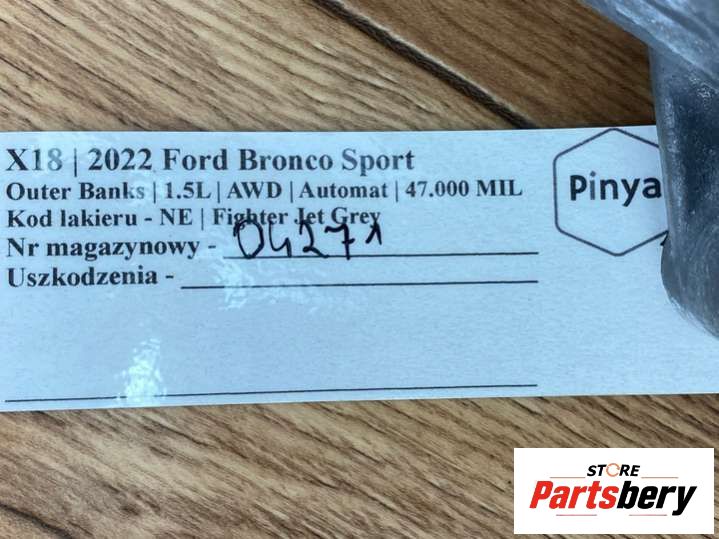 X18 | 2022 Ford Bronco Sport
Outer Banks | 1.5L | AWD | Automat | 47.000 MIL
Kod lakieru - NE | Fighter Jet Grey
Nr magazynowy - 04271
Uszkodzenia -
Pinya
STORE
Partsbery